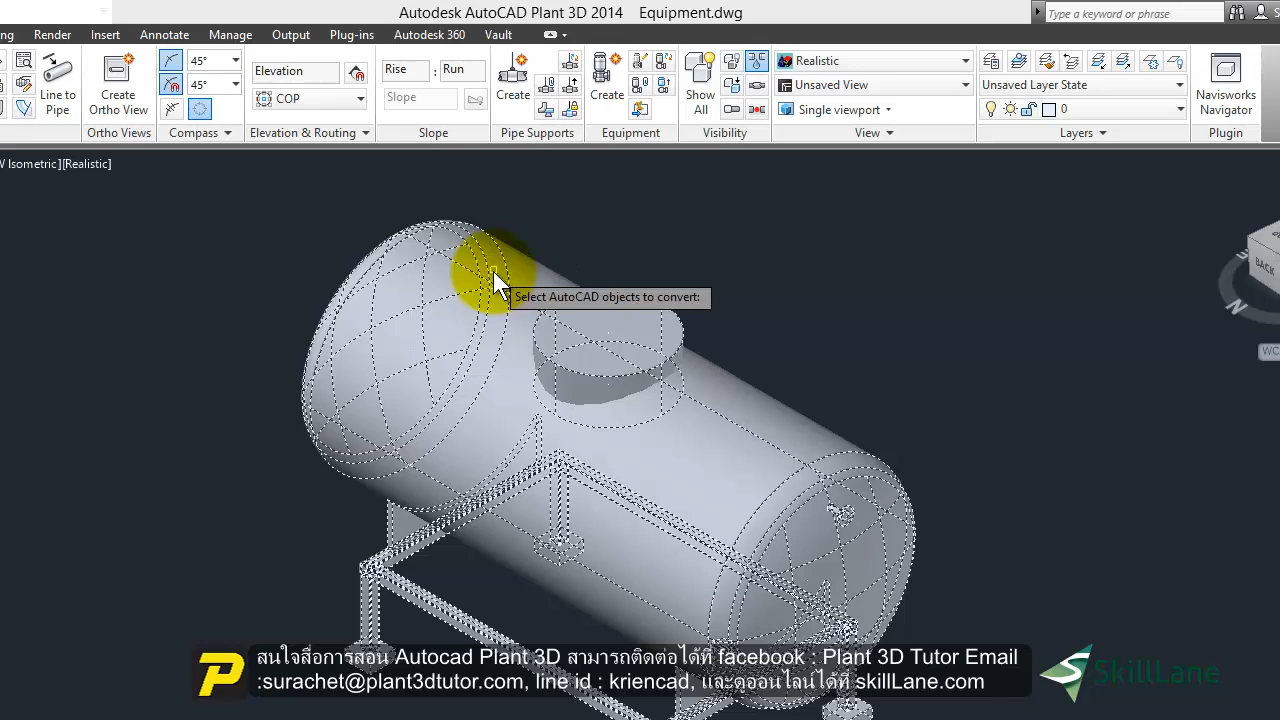 Autodesk AutoCAD Plant 3D 2014 Equipment.dwg
Type a keyword or phrase
ng Render Insert Annotate Manage Output Plug-ins Autodesk 360 Vault
Line to Pipe
Create Ortho View
45°
45°
Elevation
COP
Rise : Run
Slope
Create
Create
Show All
Realistic
Unsaved View
Single viewport
Unsaved Layer State
0
Navisworks Navigator
Ortho Views Compass Elevation & Routing Slope Pipe Supports Equipment Visibility View Layers Plugin
W Isometric][Realistic]
BACK
N
WC
Select AutoCAD objects to convert:
สนใจสื่อการสอน Autocad Plant 3D สามารถติดต่อได้ที่ facebook : Plant 3D Tutor Email
:surachet@plant3dtutor.com, line id : kriencad, และดูออนไลน์ได้ที่ skillLane.com
SkillLane